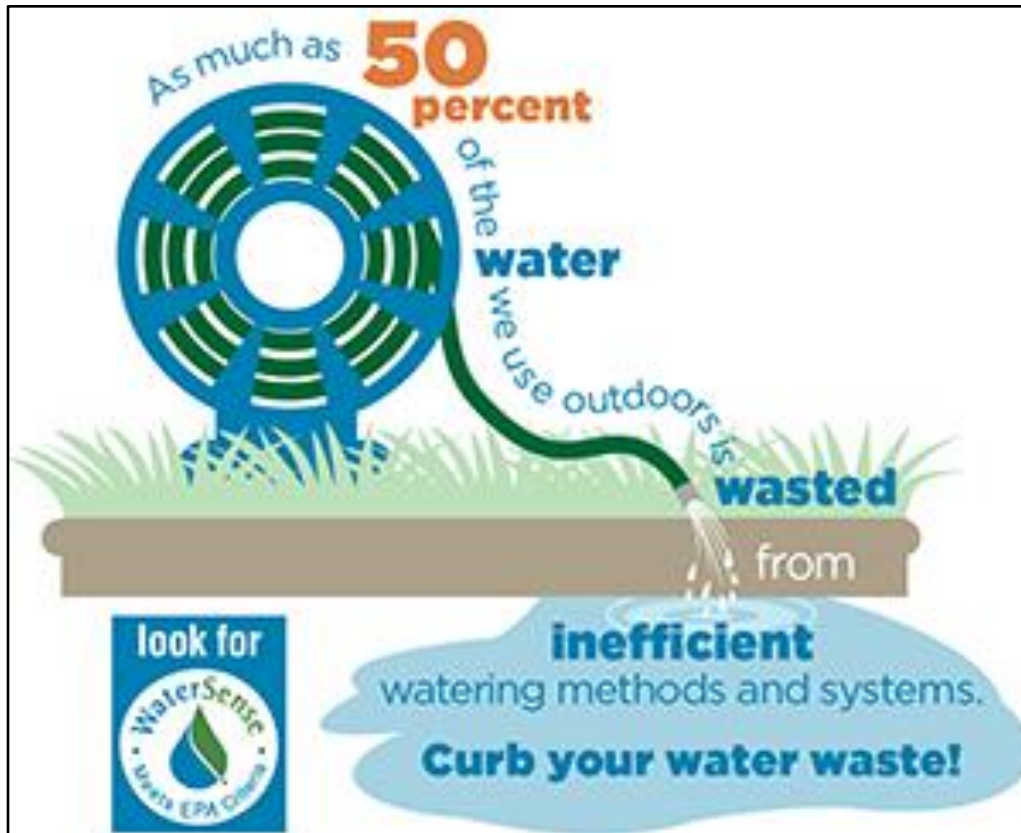 As much as 50
percent
of the
water
we use outdoors is
wasted
from
inefficient
watering methods and systems.
Curb your water waste!
look for
WaterSense
Meets EPA Criteria